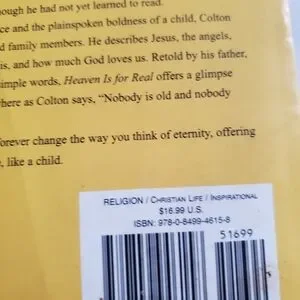 though he had not yet learned to read.
ce and the plainspoken boldness of a child, Colton
d family members. He describes Jesus, the angels,
is, and how much God loves us. Retold by his father,
imple words, Heaven Is for Real offers a glimpse
here as Colton says, “Nobody is old and nobody
forever change the way you think of eternity, offering
, like a child.
RELIGION / CHRISTIAN LIFE / INSPIRATIONAL
$16.99 U.S.
ISBN: 978-0-8499-4615-8
51699